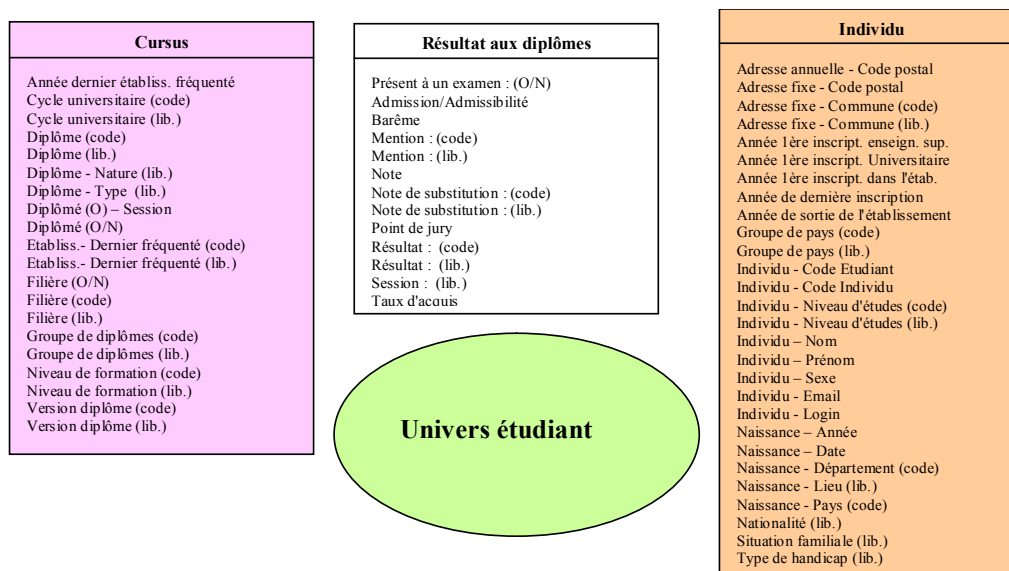 Cursus
Année dernier établiss. fréquenté
Cycle universitaire (code)
Cycle universitaire (lib.)
Diplôme (code)
Diplôme (lib.)
Diplôme - Nature (lib.)
Diplôme - Type (lib.)
Diplômé (O) – Session
Diplômé (O/N)
Etabliss.- Dernier fréquenté (code)
Etabliss.- Dernier fréquenté (lib.)
Filière (O/N)
Filière (code)
Filière (lib.)
Groupe de diplômes (code)
Groupe de diplômes (lib.)
Niveau de formation (code)
Niveau de formation (lib.)
Version diplôme (code)
Version diplôme (lib.)
Résultat aux diplômes
Présent à un examen : (O/N)
Admission/Admissibilité
Barême
Mention : (code)
Mention : (lib.)
Note
Note de substitution : (code)
Note de substitution : (lib.)
Point de jury
Résultat : (code)
Résultat : (lib.)
Session : (lib.)
Taux d'acquis
Univers étudiant
Individu
Adresse annuelle - Code postal
Adresse fixe - Code postal
Adresse fixe - Commune (code)
Adresse fixe - Commune (lib.)
Année 1ère inscript. enseign. sup.
Année 1ère inscript. Universitaire
Année 1ère inscript. dans l'étab.
Année de dernière inscription
Année de sortie de l'établissement
Groupe de pays (code)
Groupe de pays (lib.)
Individu - Code Etudiant
Individu - Code Individu
Individu - Niveau d'études (code)
Individu - Niveau d'études (lib.)
Individu – Nom
Individu – Prénom
Individu – Sexe
Individu - Email
Individu - Login
Naissance – Année
Naissance – Date
Naissance - Département (code)
Naissance - Lieu (lib.)
Naissance - Pays (code)
Nationalité (lib.)
Situation familiale (lib.)
Type de handicap (lib.)